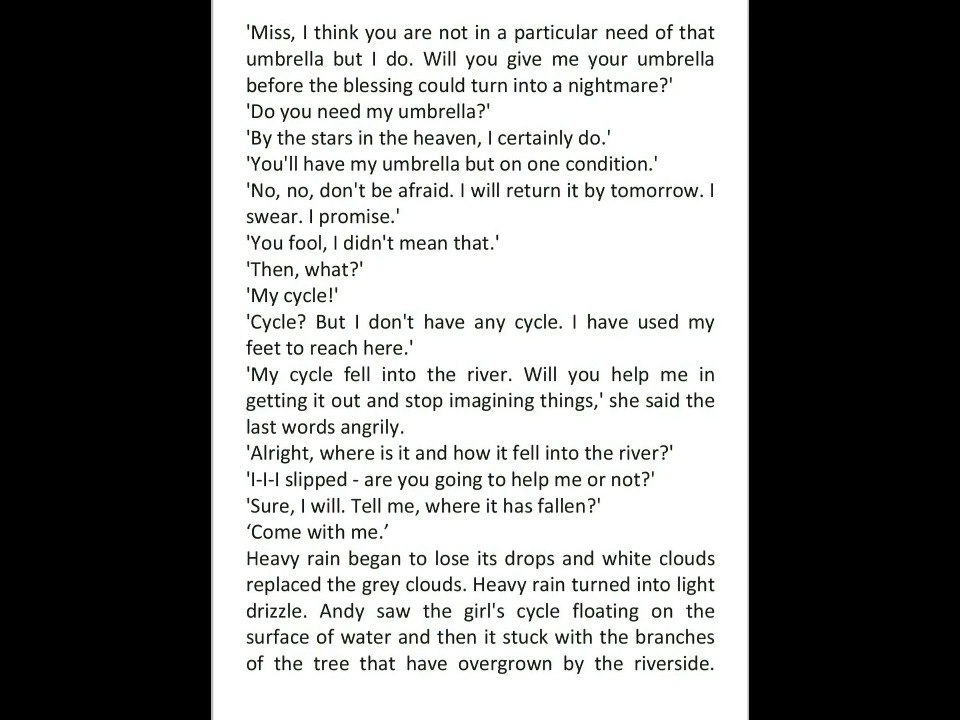 'Miss, I think you are not in a particular need of that
umbrella but I do. Will you give me your umbrella
before the blessing could turn into a nightmare?'
'Do you need my umbrella?'
'By the stars in the heaven, I certainly do.'
'You'll have my umbrella but on one condition.'
'No, no, don't be afraid. I will return it by tomorrow. I
swear. I promise.'
'You fool, I didn't mean that.'
'Then, what?'
'My cycle!'
'Cycle? But I don't have any cycle. I have used my
feet to reach here.'
'My cycle fell into the river. Will you help me in
getting it out and stop imagining things,' she said the
last words angrily.
'Alright, where is it and how it fell into the river?'
'I-I-I slipped - are you going to help me or not?'
'Sure, I will. Tell me, where it has fallen?'
‘Come with me.’
Heavy rain began to lose its drops and white clouds
replaced the grey clouds. Heavy rain turned into light
drizzle. Andy saw the girl's cycle floating on the
surface of water and then it stuck with the branches
of the tree that have overgrown by the riverside.